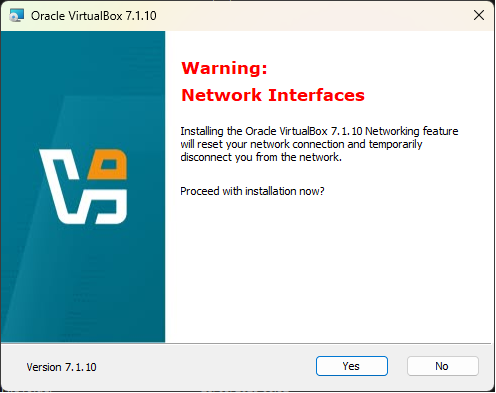 Oracle VirtualBox 7.1.10
Warning:
Network Interfaces
Installing the Oracle VirtualBox 7.1.10 Networking feature
will reset your network connection and temporarily
disconnect you from the network.
Proceed with installation now?
Version 7.1.10
Yes
No